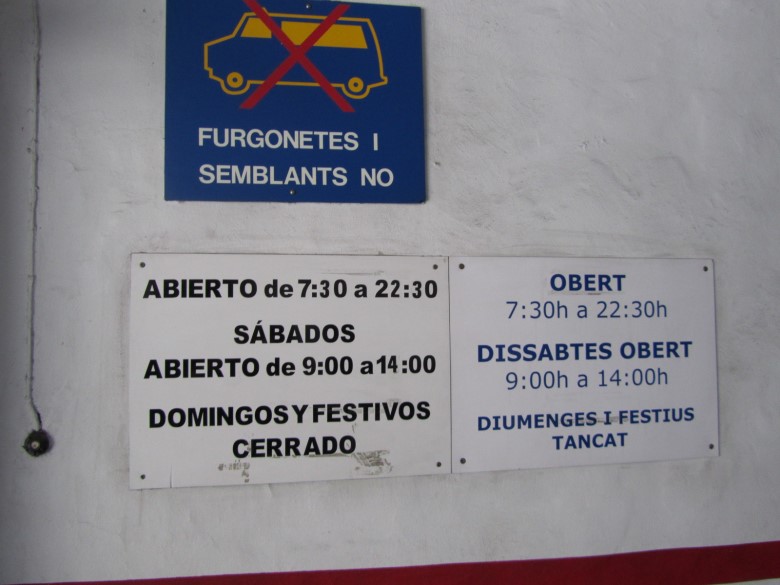 FURGONETES I
SEMBLANTS NO
ABIERTO de 7:30 a 22:30
SÁBADOS
ABIERTO de 9:00 a 14:00
DOMINGOS Y FESTIVOS
CERRADO
OBERT
7:30h a 22:30h
DISSABTES OBERT
9:00h a 14:00h
DIUMENGES I FESTIUS
TANCAT